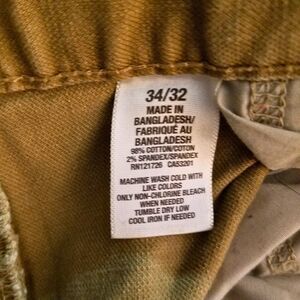 34/32
MADE IN
BANGLADESH/
FABRIQUÉ AU
BANGLADESH
98% COTTON/COTON
2% SPANDEX/SPANDEX
RN121726 CA53201
MACHINE WASH COLD WITH
LIKE COLORS
ONLY NON-CHLORINE BLEACH
WHEN NEEDED
TUMBLE DRY LOW
COOL IRON IF NEEDED